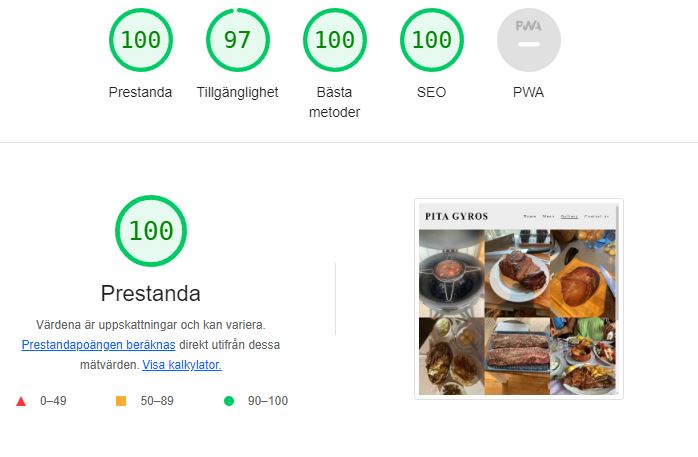 100 97 100 100 PWA
Prestanda Tillgänglighet Bästa metoder SEO PWA
100
Prestanda
Värdena är uppskattningar och kan variera.
Prestandapoängen beräknas direkt utifrån dessa
mätvärden. Visa kalkylator.
0–49 50–89 90–100
PITA GYROS Home Menu Gallery Contact us